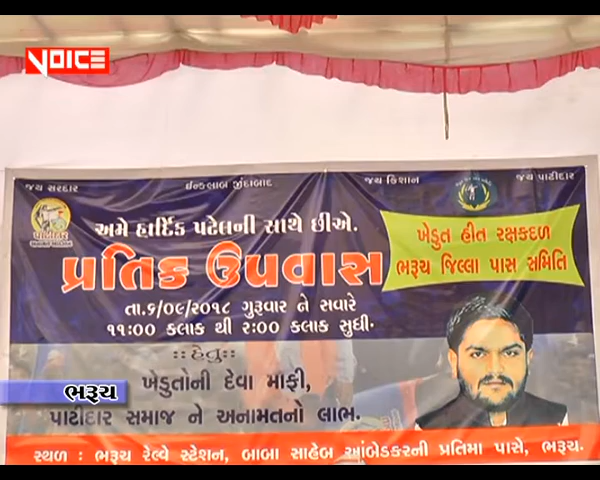 VOICE
જય સરદાર ઈન્કલાબ જીંદાબાદ જય કિશાન જય પાટીદાર
અમે હાર્દિક પટેલની સાથે છીએ.
પ્રતિક ઉપવાસ
ખેડુત હીત રક્ષકદળ
ભરૂચ જિલ્લા પાસ સમિતિ
તા.૬/૦૯/૨૦૧૮ ગુરૂવાર ને સવારે
૧૧:૦૦ કલાક થી ૨:૦૦ કલાક સુધી.
::હેતુ::
ખેડુતોની દેવા માફી,
પાટીદાર સમાજ ને અનામતનો લાભ.
ભરૂચ
સ્થળ : ભરૂચ રેલ્વે સ્ટેશન, બાબા સાહેબ આંબેડકરની પ્રતિમા પાસે, ભરૂચ.